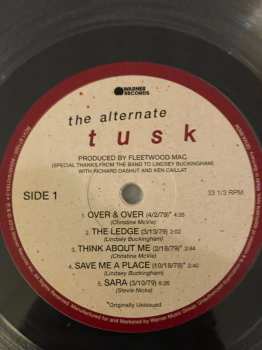 WARNER RECORDS
the alternate
tusk
PRODUCED BY FLEETWOOD MAC
(SPECIAL THANKS FROM THE BAND TO LINDSEY BUCKINGHAM)
WITH RICHARD DASHUT AND KEN CAILLAT
SIDE 1
33 1/3 RPM
1. OVER & OVER (4/2/79)* 4:35
(Christine McVie)
2. THE LEDGE (3/13/79) 2:02
(Lindsey Buckingham)
3. THINK ABOUT ME (2/18/79)* 2:44
(Christine McVie)
4. SAVE ME A PLACE (10/18/79)* 2:40
(Lindsey Buckingham)
5. SARA (3/10/79) 6:26
(Stevie Nicks)
*Originally Unissued